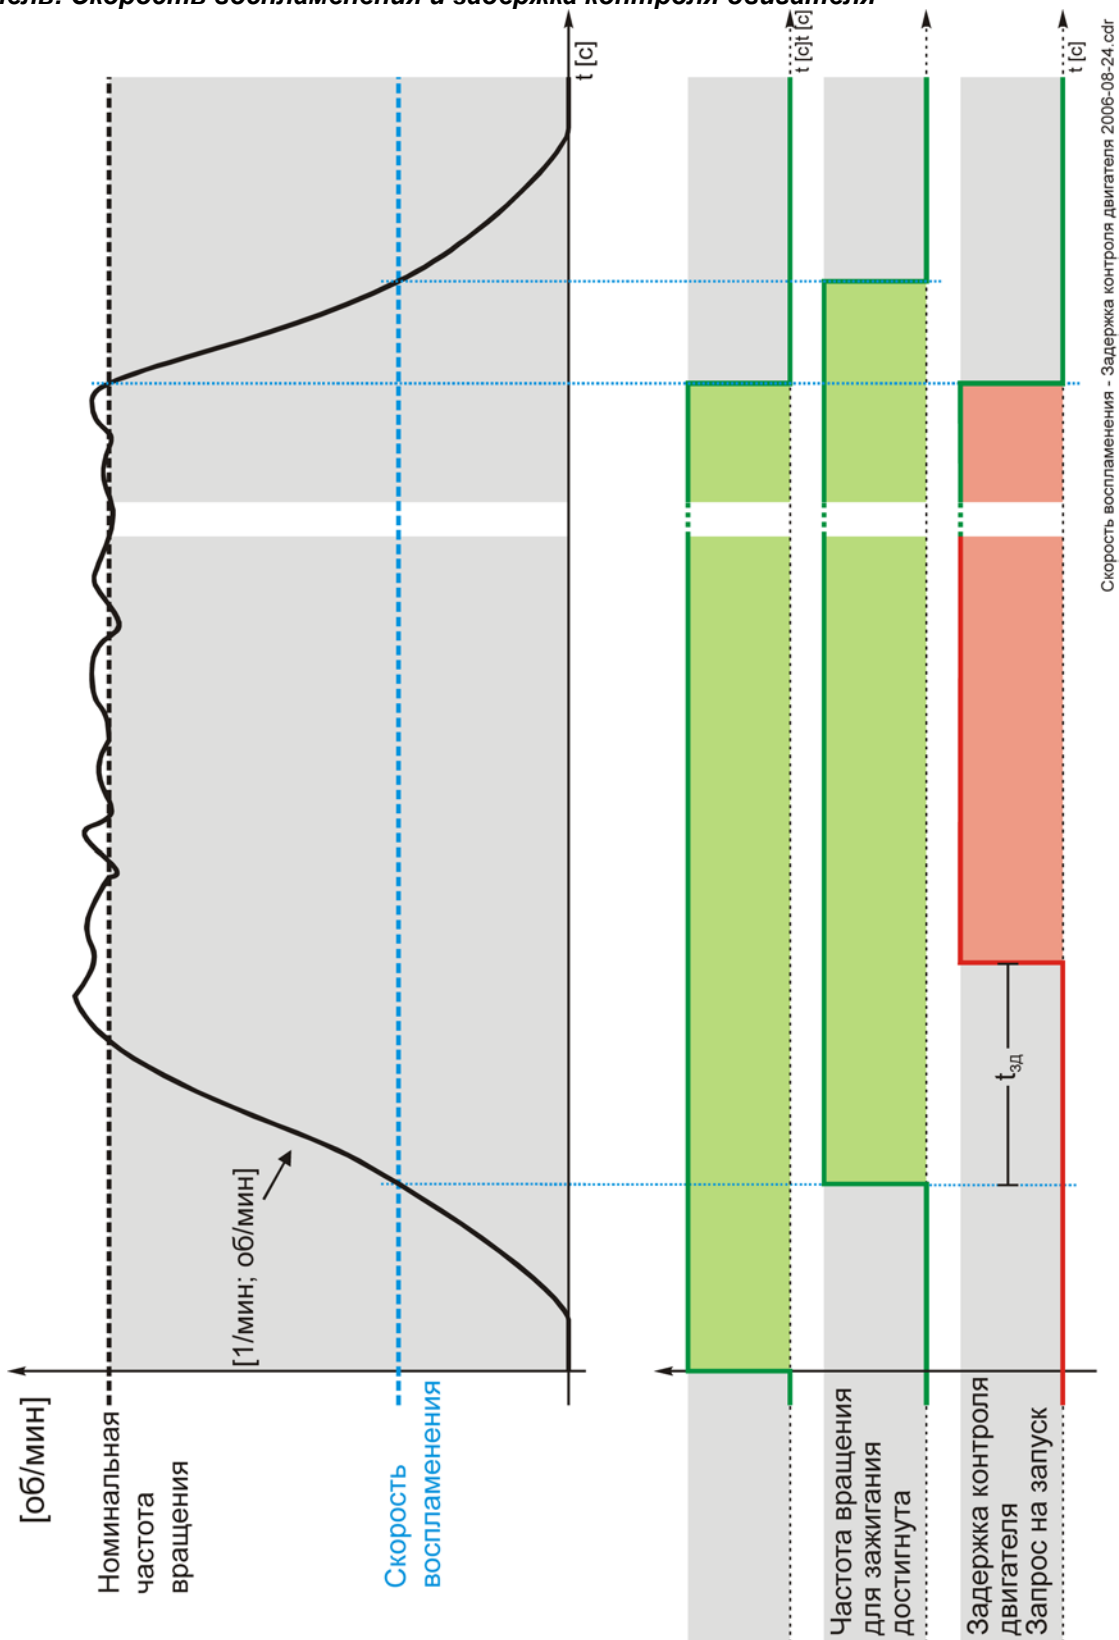 тель: Скорость воспламенения и задержка контроля двигателя
[об/мин]
Номинальная
частота
вращения
[1/мин; об/мин]
Скорость
воспламенения
t [c]
t [c]t [c]
Частота вращения
для зажигания
достигнута
Задержка контроля
двигателя
Запрос на запуск
tзд
t [c]
Скорость воспламенения - Задержка контроля двигателя 2006-08-24.cdr